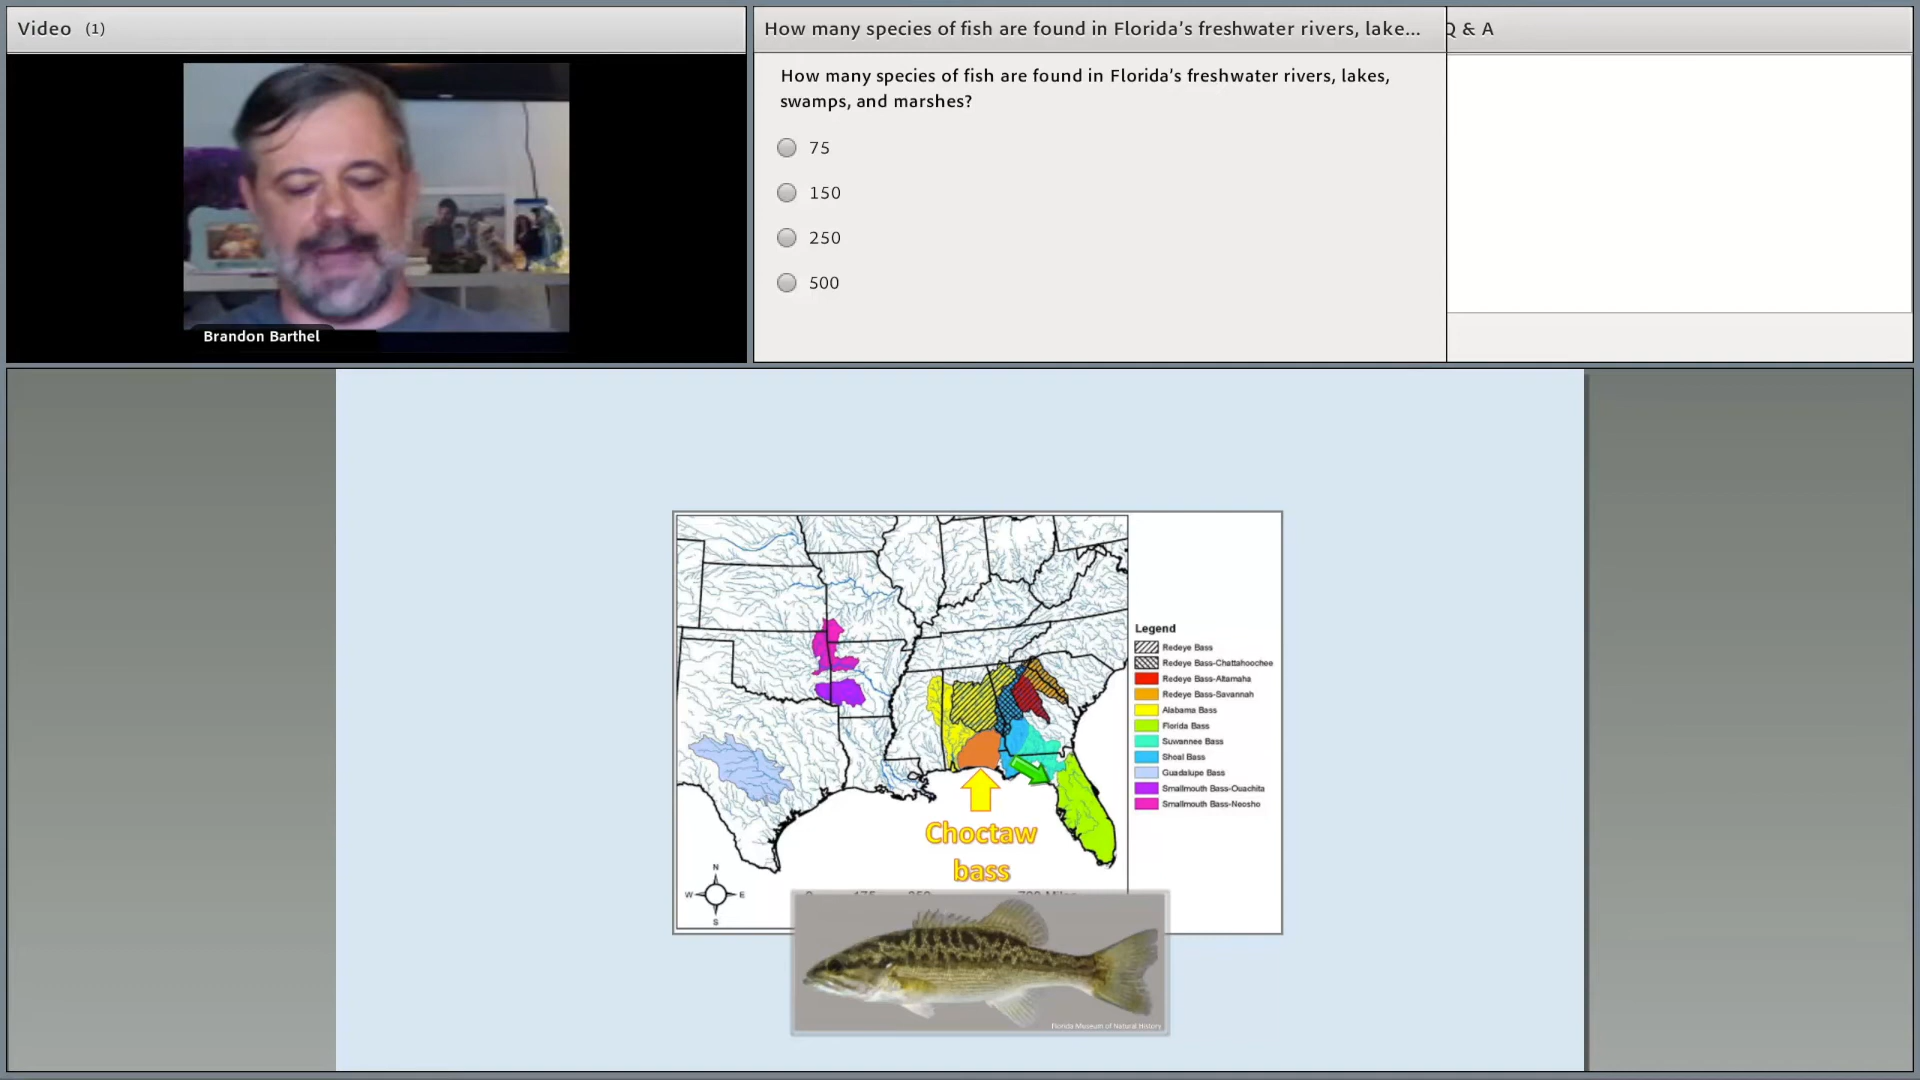 Video (1)
How many species of fish are found in Florida's freshwater rivers, lake...
Q & A
How many species of fish are found in Florida's freshwater rivers, lakes,
swamps, and marshes?
75
150
250
500
Brandon Barthel
Legend
Redeye Bass
Redeye Bass-Chattahoochee
Redeye Bass-Altamaha
Redeye Bass-Savannah
Alabama Bass
Florida Bass
Suwannee Bass
Shoal Bass
Guadalupe Bass
Smallmouth Bass-Ouachita
Smallmouth Bass-Neosho
Choctaw
bass
N
W E
S
Florida Museum of Natural History